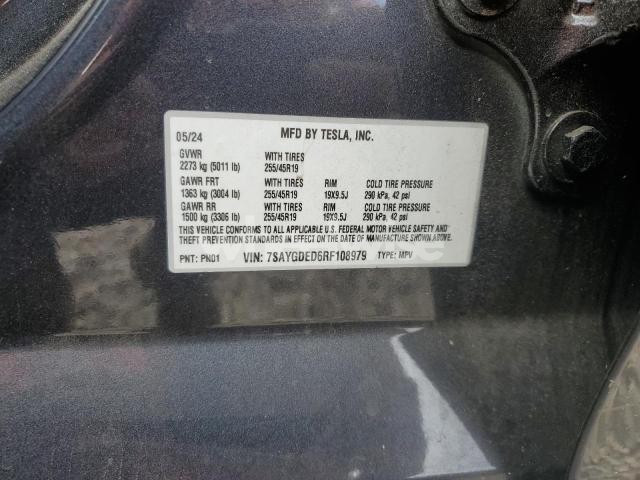 05/24 MFD BY TESLA, INC.
GVWR WITH TIRES
2273 kg (5011 lb) 255/45R19
GAWR FRT WITH TIRES RIM COLD TIRE PRESSURE
1363 kg (3004 lb) 255/45R19 19X9.5J 290 kPa, 42 psi
GAWR RR WITH TIRES RIM COLD TIRE PRESSURE
1500 kg (3306 lb) 255/45R19 19X9.5J 290 kPa, 42 psi
THIS VEHICLE CONFORMS TO ALL APPLICABLE U.S. FEDERAL MOTOR VEHICLE SAFETY AND
THEFT PREVENTION STANDARDS IN EFFECT ON THE DATE OF MANUFACTURE SHOWN ABOVE.
PNT: PN01 VIN: 7SAYGDED6RF108979 TYPE: MPV